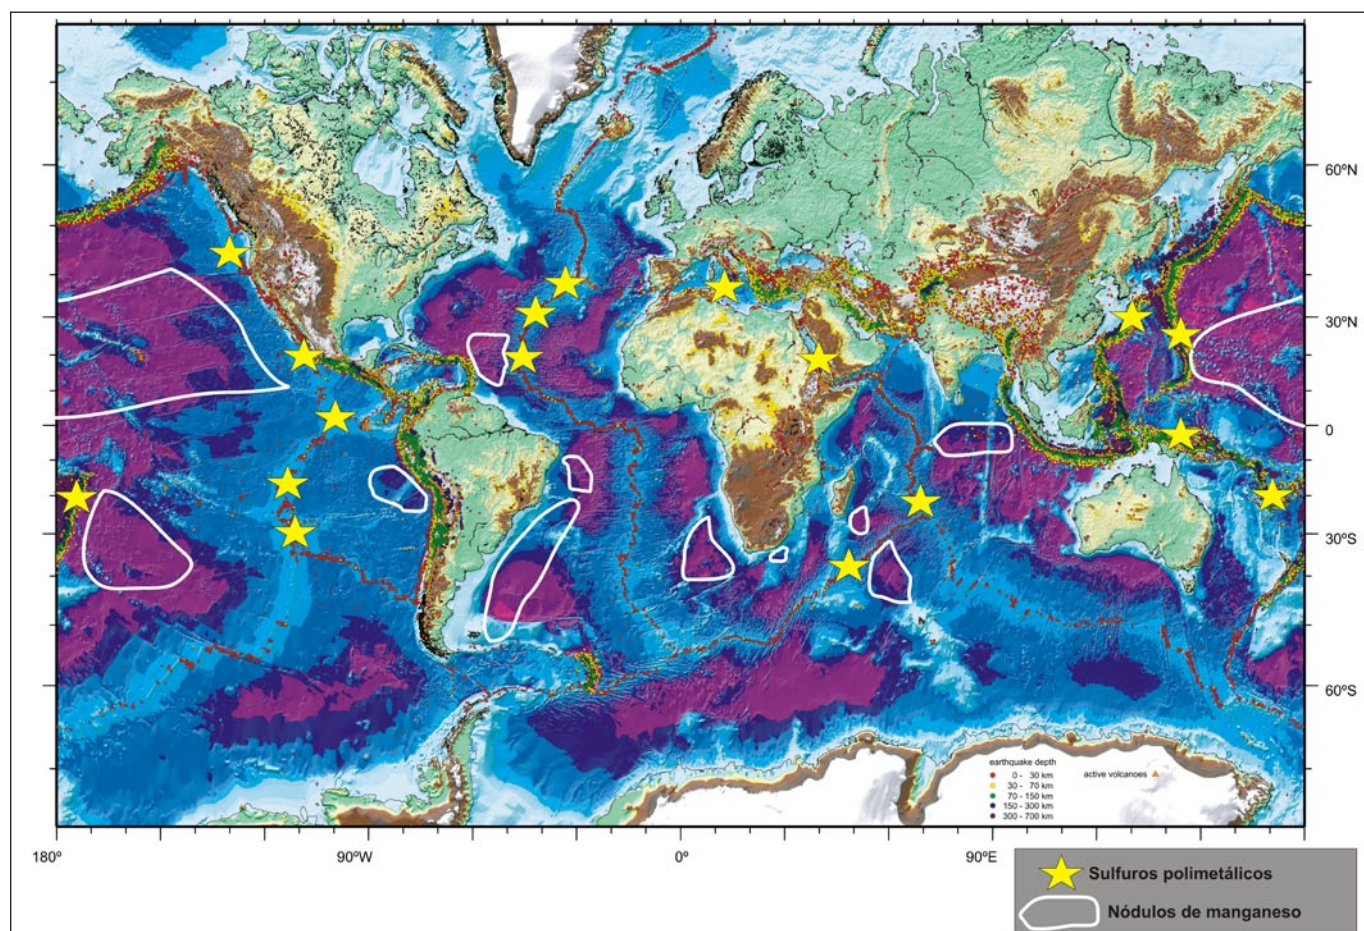 60ºN
30ºN
0
30ºS
60ºS
earthquake depth
0 - 30 km
30 - 70 km
70 - 150 km
150 - 300 km
300 - 700 km
active volcanoes
180º
90ºW
0º
90ºE
Sulfuros polimetálicos
Nódulos de manganeso